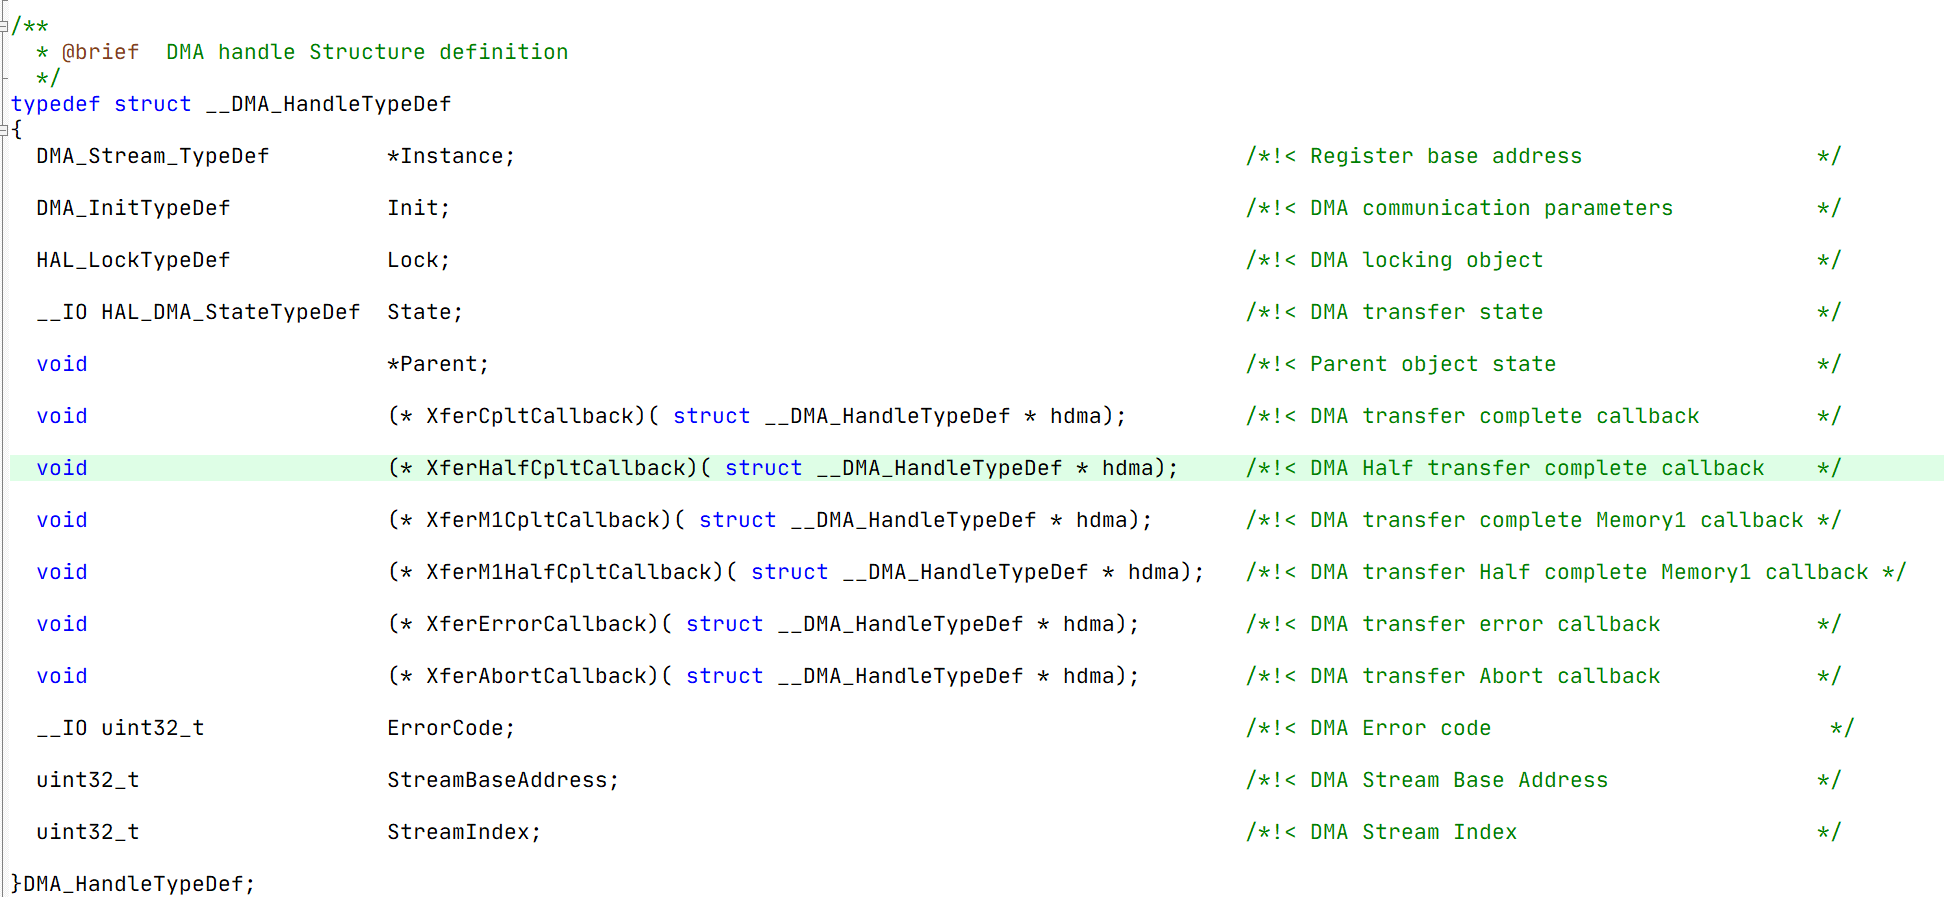 /**
  * @brief  DMA handle Structure definition
  */
typedef struct __DMA_HandleTypeDef
{
  DMA_Stream_TypeDef         *Instance;                                                        /*!< Register base address                  */
  DMA_InitTypeDef            Init;                                                             /*!< DMA communication parameters           */
  HAL_LockTypeDef            Lock;                                                             /*!< DMA locking object                     */
  __IO HAL_DMA_StateTypeDef  State;                                                            /*!< DMA transfer state                     */
  void                       *Parent;                                                          /*!< Parent object state                    */
  void                       (* XferCpltCallback)( struct __DMA_HandleTypeDef * hdma);         /*!< DMA transfer complete callback         */
  void                       (* XferHalfCpltCallback)( struct __DMA_HandleTypeDef * hdma);     /*!< DMA Half transfer complete callback    */
  void                       (* XferM1CpltCallback)( struct __DMA_HandleTypeDef * hdma);       /*!< DMA transfer complete Memory1 callback */
  void                       (* XferM1HalfCpltCallback)( struct __DMA_HandleTypeDef * hdma);   /*!< DMA transfer Half complete Memory1 callback */
  void                       (* XferErrorCallback)( struct __DMA_HandleTypeDef * hdma);        /*!< DMA transfer error callback            */
  void                       (* XferAbortCallback)( struct __DMA_HandleTypeDef * hdma);        /*!< DMA transfer Abort callback            */
  __IO uint32_t              ErrorCode;                                                        /*!< DMA Error code                          */
  uint32_t                   StreamBaseAddress;                                                /*!< DMA Stream Base Address                */
  uint32_t                   StreamIndex;                                                      /*!< DMA Stream Index                       */
}DMA_HandleTypeDef;